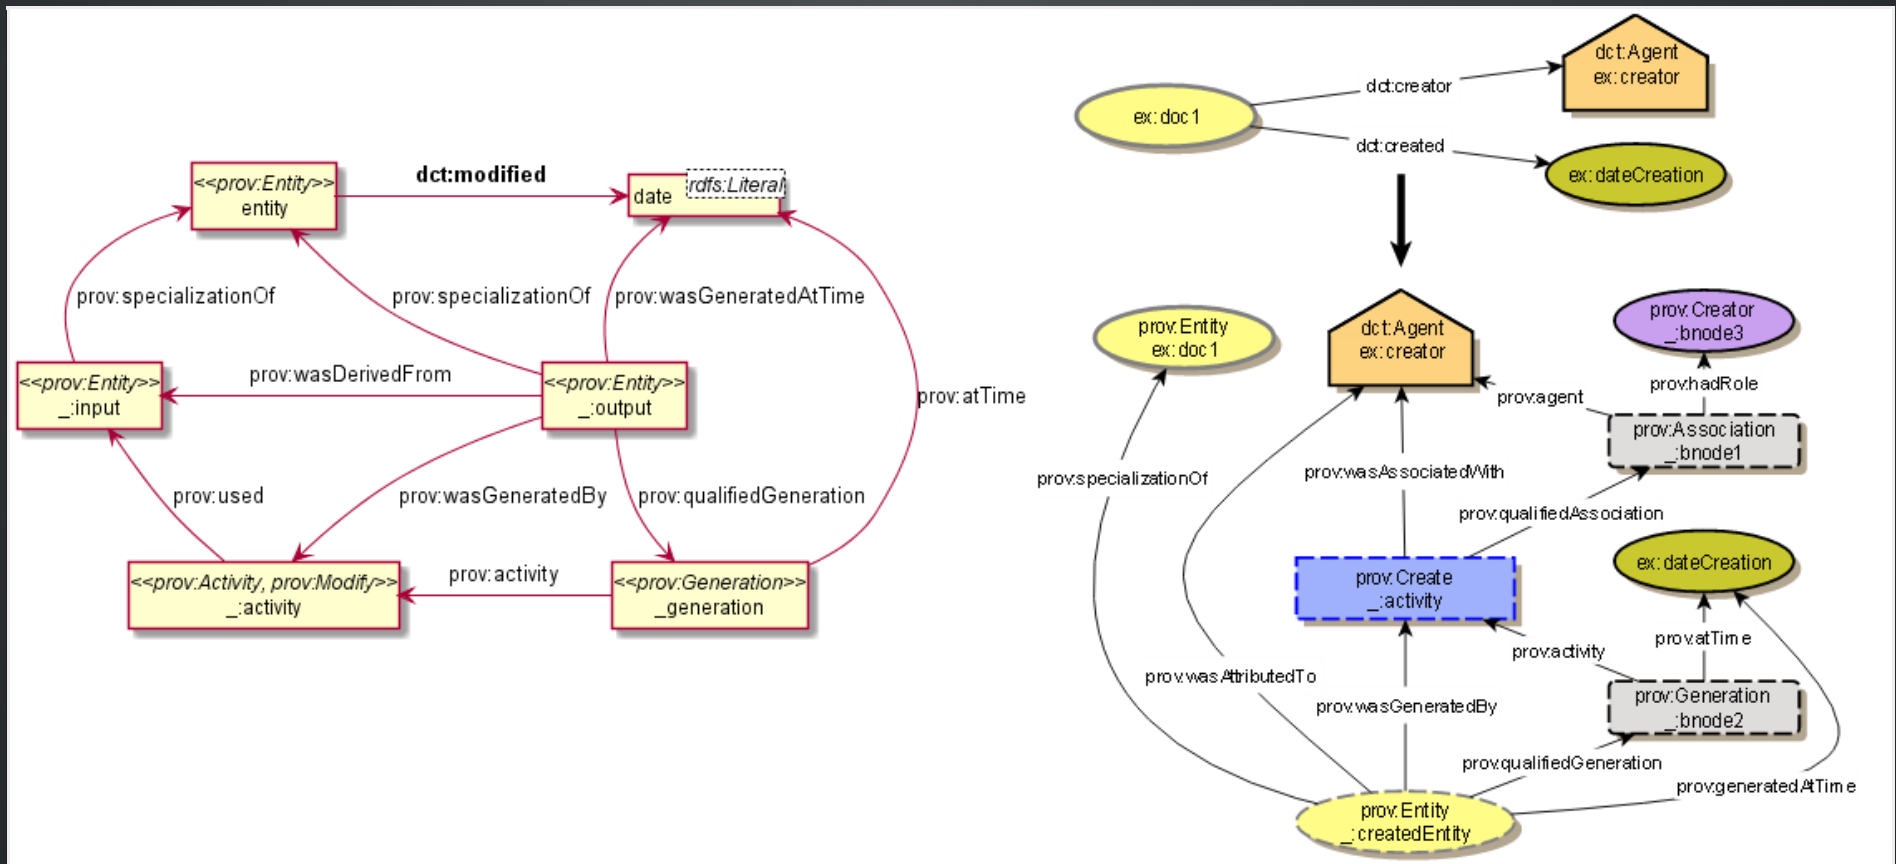 <<prov:Entity>>
entity
dct:modified
date
rdfs:Literal
prov:specializationOf
prov:specializationOf
prov:wasGeneratedAtTime
<<prov:Entity>>
_:input
prov:wasDerivedFrom
<<prov:Entity>>
_:output
prov:atTime
prov:used
prov:wasGeneratedBy
prov:qualifiedGeneration
<<prov:Activity, prov:Modify>>
_:activity
prov:activity
<<prov:Generation>>
_generation
ex:doc1
dct:creator
dct:Agent
ex:creator
dct:created
ex:dateCreation
prov:Entity
ex:doc1
dct:Agent
ex:creator
prov:Creator
_:bnode3
prov:hadRole
prov:agent
prov:Association
_:bnode1
prov:specializationOf
prov:wasAssociatedWith
prov:qualifiedAssociation
prov:Create
_:activity
ex:dateCreation
prov:atTime
prov:activity
prov:wasAttributedTo
prov:wasGeneratedBy
prov:Generation
_:bnode2
prov:qualifiedGeneration
prov:generatedAtTime
prov:Entity
_:createdEntity